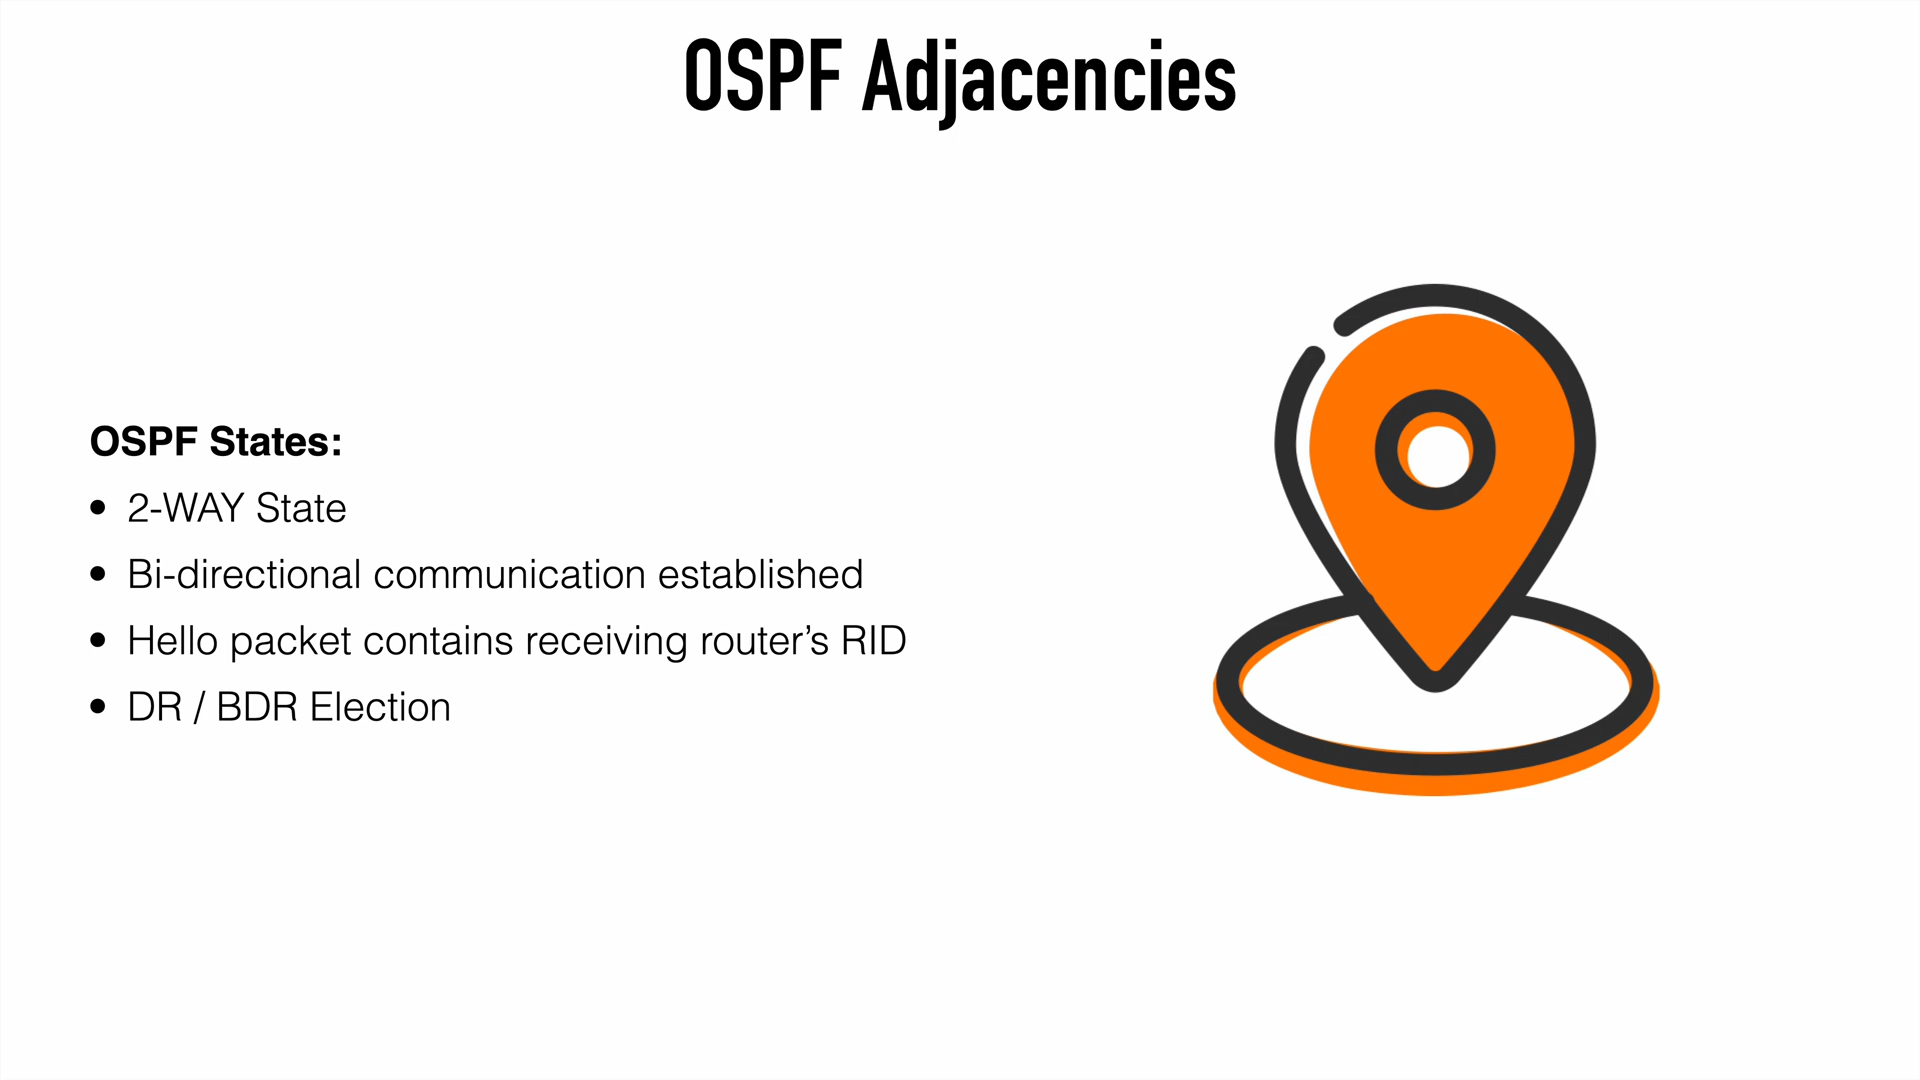 OSPF Adjacencies
OSPF States:
• 2-WAY State
• Bi-directional communication established
• Hello packet contains receiving router’s RID
• DR / BDR Election